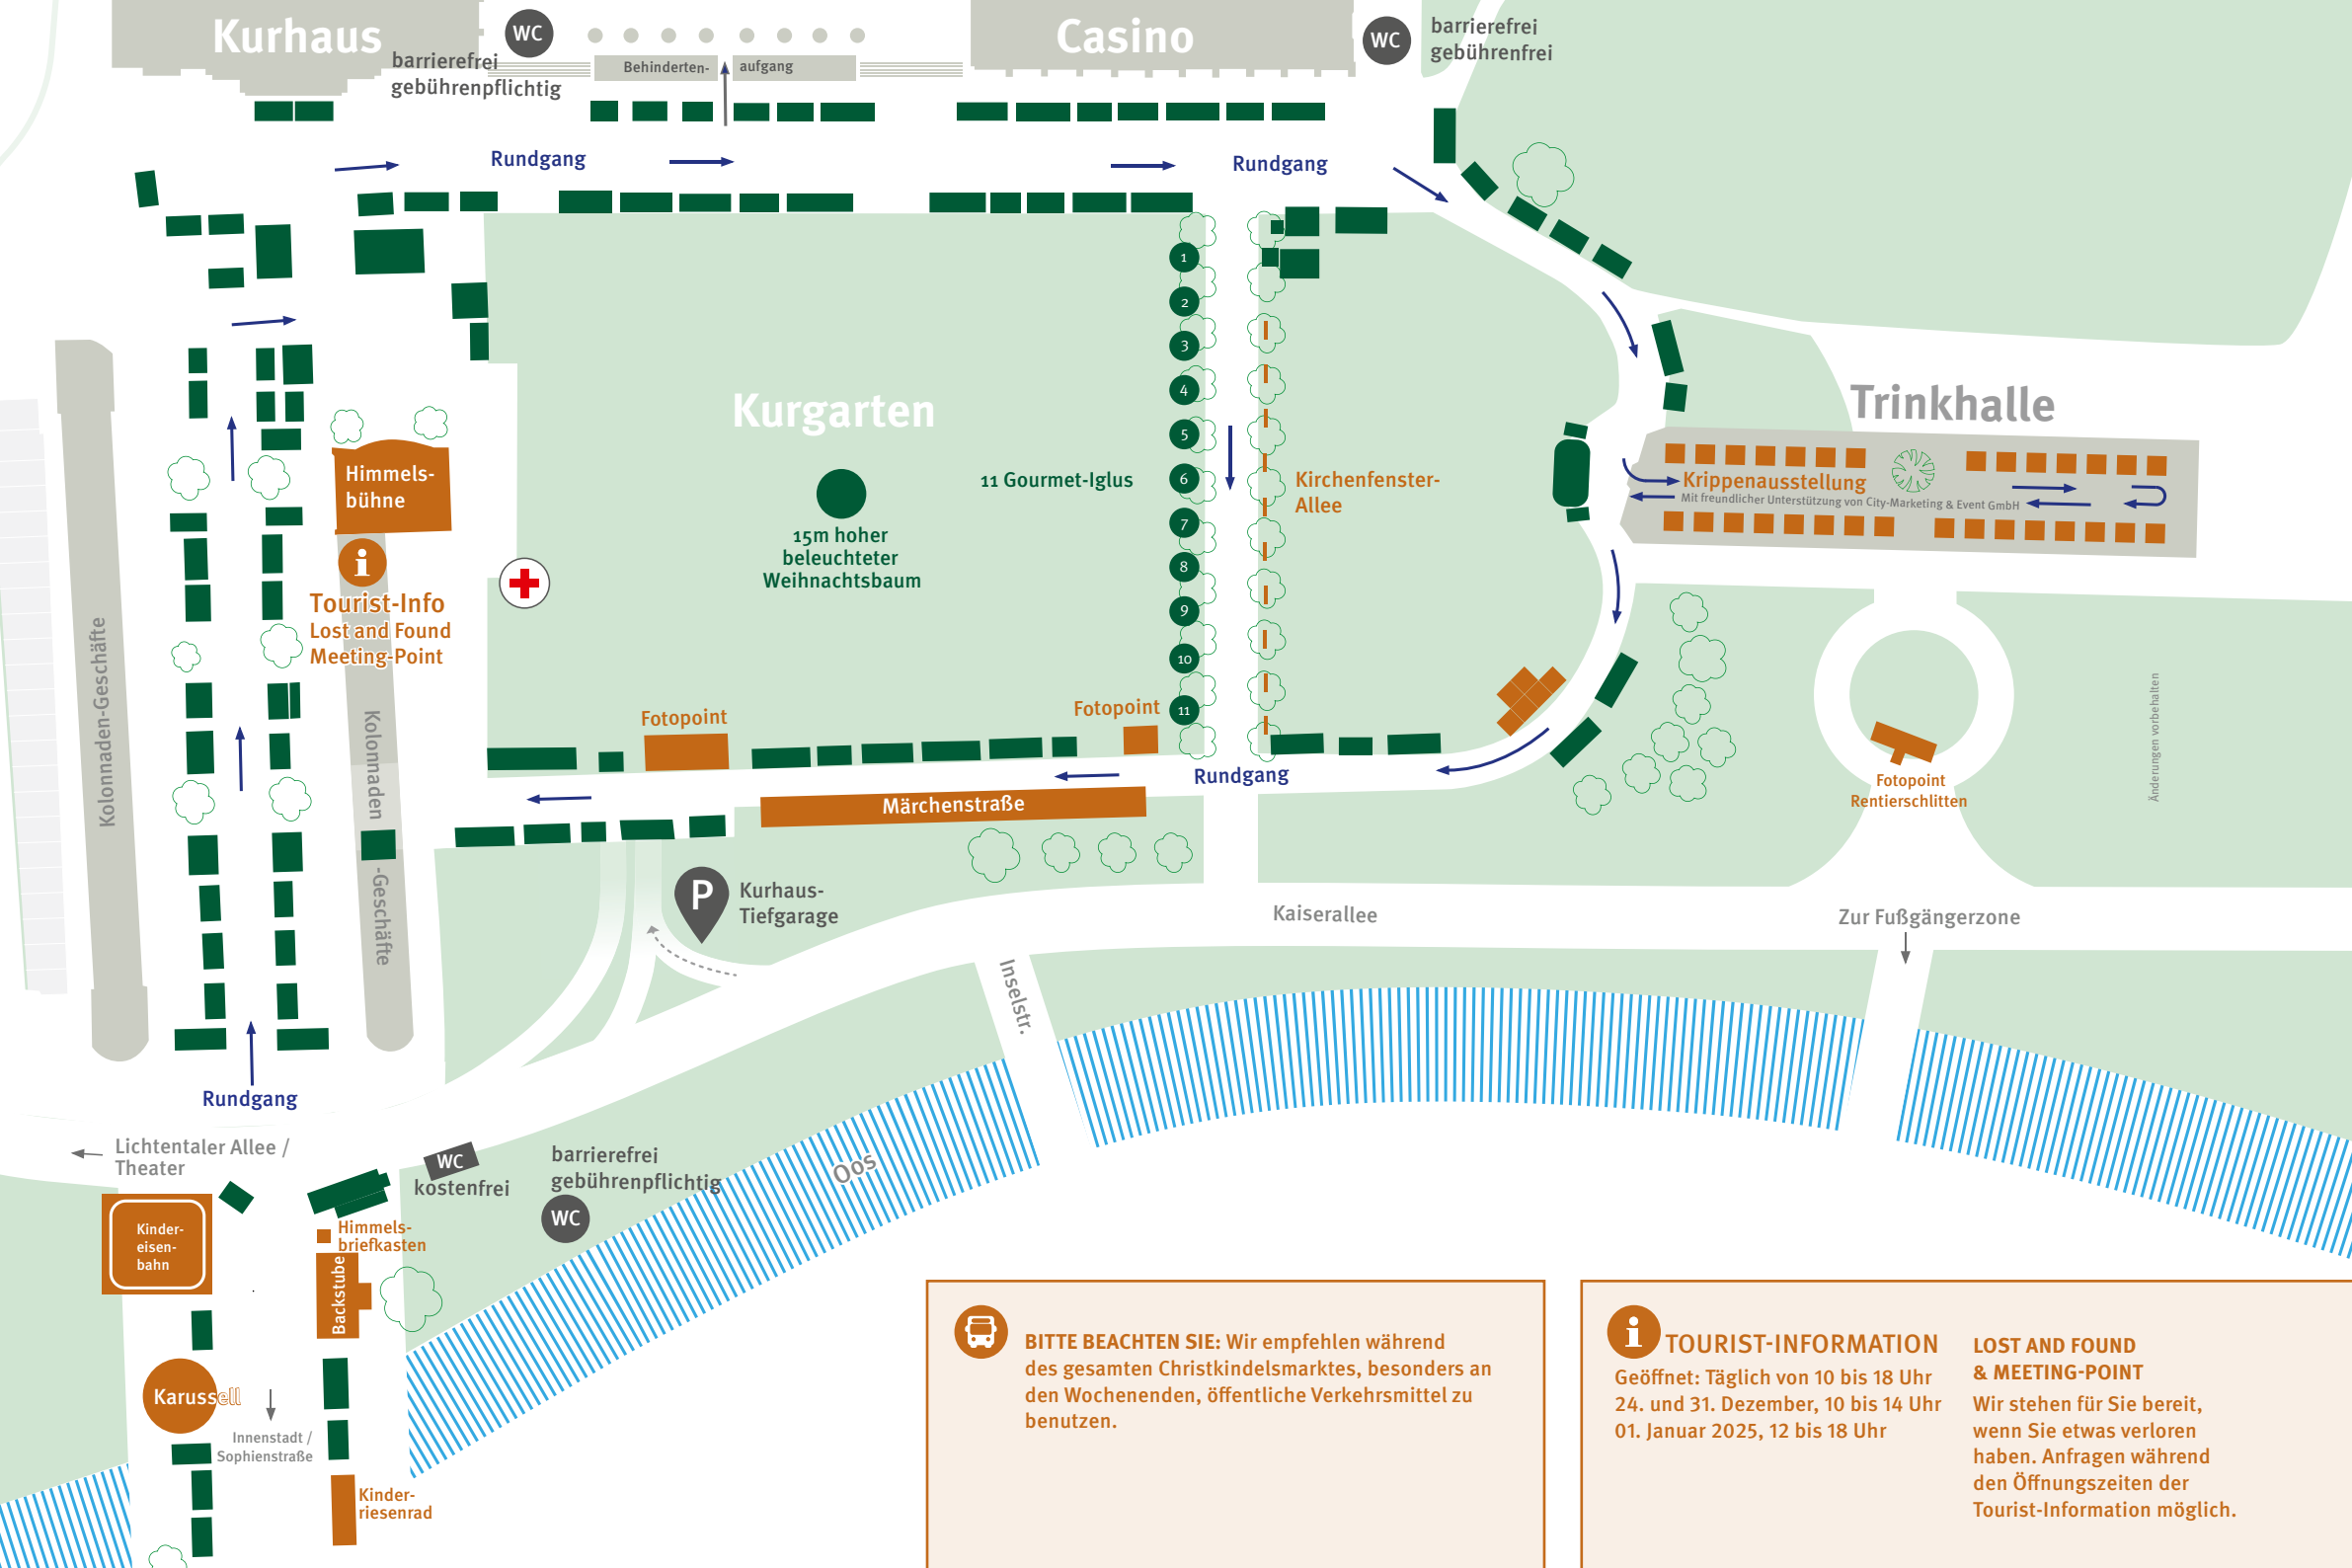 Kurhaus
WC
barrierefrei
gebührenpflichtig
Behinderten-
aufgang
Casino
WC
barrierefrei
gebührenfrei
Rundgang
Rundgang
1
2
3
4
5
6
7
8
9
10
11
Kurgarten
11 Gourmet-Iglus
15m hoher
beleuchteter
Weihnachtsbaum
Kirchenfenster-
Allee
Trinkhalle
Krippenausstellung
Mit freundlicher Unterstützung von City-Marketing & Event GmbH
Himmels-
bühne
i
Tourist-Info
Lost and Found
Meeting-Point
Kolonnaden-Geschäfte
Kolonnaden
-Geschäfte
Fotopoint
Fotopoint
Rundgang
Märchenstraße
Fotopoint
Rentierschlitten
Änderungen vorbehalten
P
Kurhaus-
Tiefgarage
Kaiserallee
Zur Fußgängerzone
Inselstr.
Rundgang
Lichtentaler Allee /
Theater
WC
kostenfrei
barrierefrei
gebührenpflichtig
WC
Oos
Kinder-
eisen-
bahn
Himmels-
briefkasten
Backstube
Karussell
Innenstadt /
Sophienstraße
Kinder-
riesenrad
BITTE BEACHTEN SIE: Wir empfehlen während
des gesamten Christkindelsmarktes, besonders an
den Wochenenden, öffentliche Verkehrsmittel zu
benutzen.
i
TOURIST-INFORMATION
Geöffnet: Täglich von 10 bis 18 Uhr
24. und 31. Dezember, 10 bis 14 Uhr
01. Januar 2025, 12 bis 18 Uhr
LOST AND FOUND
& MEETING-POINT
Wir stehen für Sie bereit,
wenn Sie etwas verloren
haben. Anfragen während
den Öffnungszeiten der
Tourist-Information möglich.